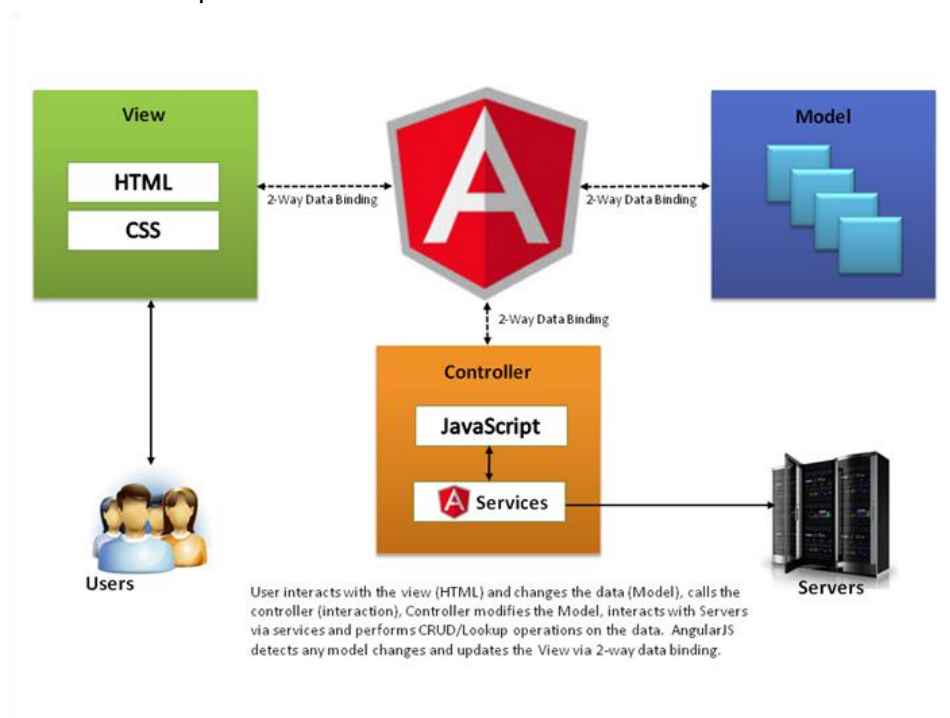 View
Model
HTML
CSS
A
2-Way Data Binding
2-Way Data Binding
2-Way Data Binding
Controller
JavaScript
A Services
Users
Servers
User interacts with the view (HTML) and changes the data (Model), calls the
controller (interaction), Controller modifies the Model, interacts with Servers
via services and performs CRUD/Lookup operations on the data. AngularJS
detects any model changes and updates the View via 2-way data binding.